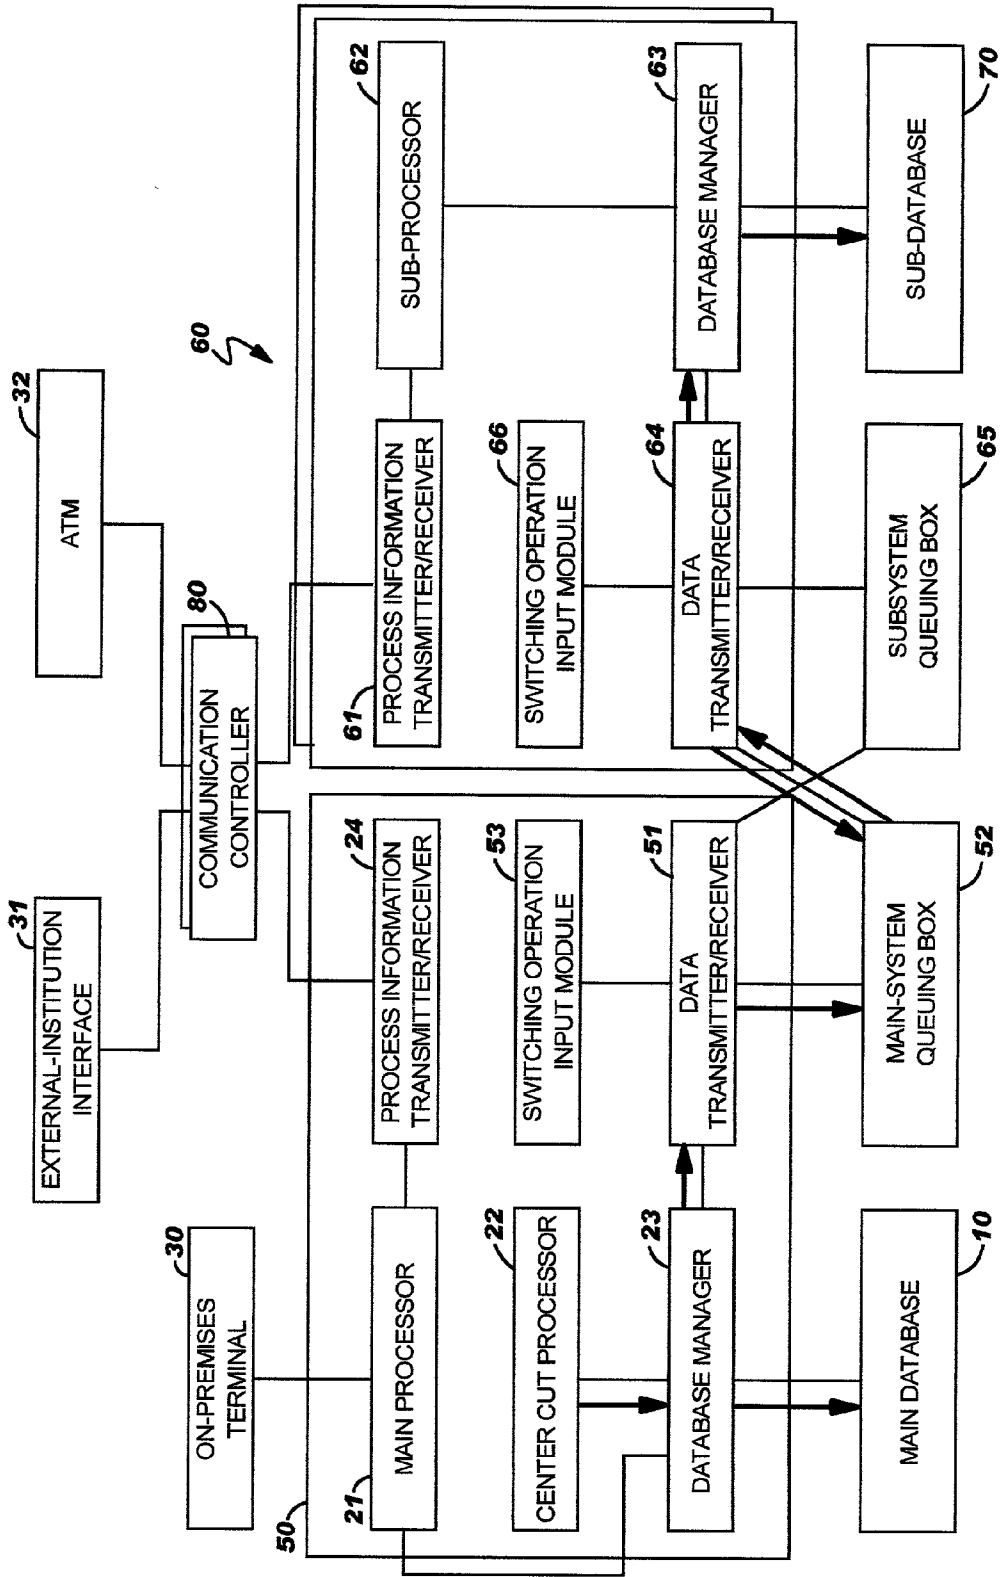 ON-PREMISES
TERMINAL
30
EXTERNAL-INSTITUTION
INTERFACE
31
ATM
32
COMMUNICATION
CONTROLLER
80
60
50
MAIN PROCESSOR
21
PROCESS INFORMATION
TRANSMITTER/RECEIVER
24
PROCESS INFORMATION
TRANSMITTER/RECEIVER
61
SUB-PROCESSOR
62
CENTER CUT PROCESSOR
22
SWITCHING OPERATION
INPUT MODULE
53
SWITCHING OPERATION
INPUT MODULE
66
DATABASE MANAGER
23
DATA
TRANSMITTER/RECEIVER
51
DATA
TRANSMITTER/RECEIVER
64
DATABASE MANAGER
63
MAIN DATABASE
10
MAIN-SYSTEM
QUEUING BOX
52
SUBSYSTEM
QUEUING BOX
65
SUB-DATABASE
70